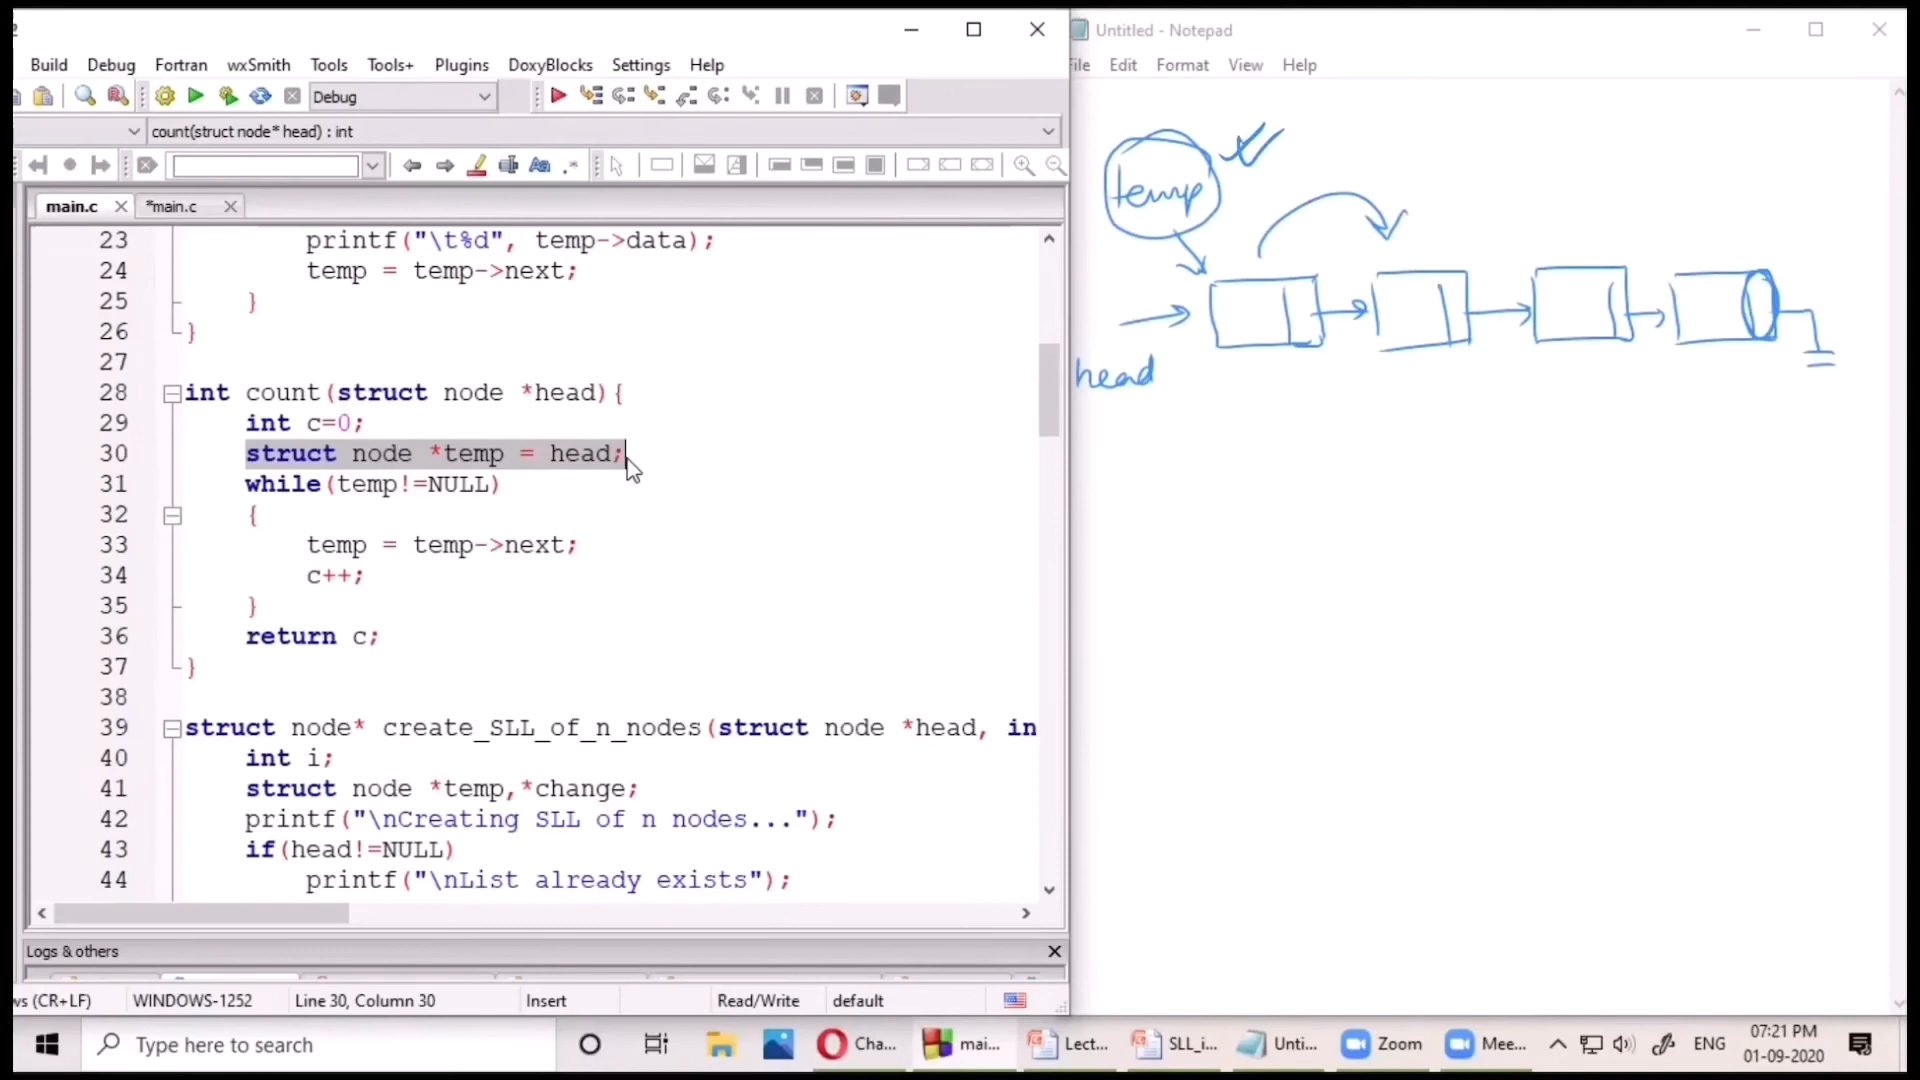 2
Build Debug Fortran wxSmith Tools Tools+ Plugins DoxyBlocks Settings Help
Debug
count(struct node* head) : int
main.c *main.c
23 printf("\t%d", temp->data);
24 temp = temp->next;
25 }
26 }
27
28 int count(struct node *head){
29 int c=0;
30 struct node *temp = head;
31 while(temp!=NULL)
32 {
33 temp = temp->next;
34 c++;
35 }
36 return c;
37 }
38
39 struct node* create_SLL_of_n_nodes(struct node *head, in
40 int i;
41 struct node *temp,*change;
42 printf("\nCreating SLL of n nodes...");
43 if(head!=NULL)
44 printf("\nList already exists");
Logs & others
ws (CR+LF) WINDOWS-1252 Line 30, Column 30 Insert Read/Write default
Untitled - Notepad
File Edit Format View Help
temp
head
Type here to search
Cha... mai... Lect... SLL_i... Unti... Zoom Mee... ENG 07:21 PM
01-09-2020